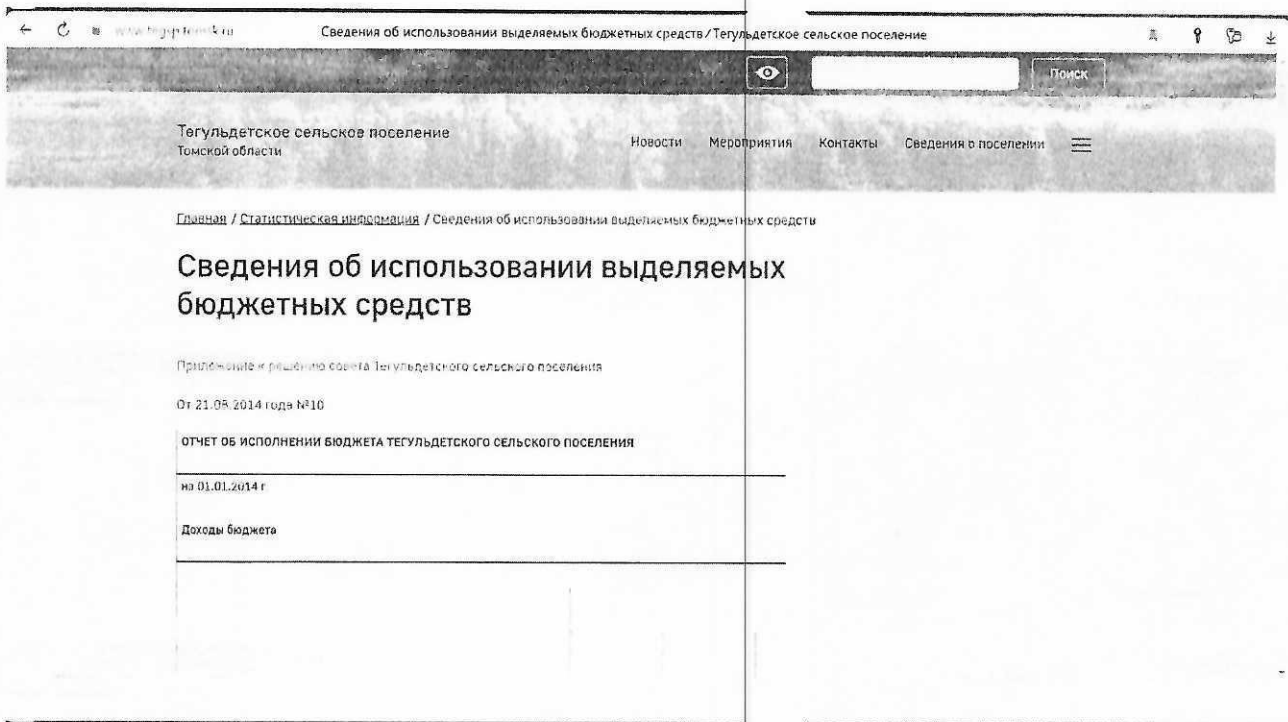 Сведения об использовании выделяемых бюджетных средств/Тегульдетское сельское поселение
Поиск
Тегульдетское сельское поселение
Томской области
Новости Мероприятия Контакты Сведения о поселении
Главная / Статистическая информация / Сведения об использовании выделяемых бюджетных средств
Сведения об использовании выделяемых
бюджетных средств
Приложение к решению совета Тегульдетского сельского поселения
От 21.08.2014 года №10
ОТЧЕТ ОБ ИСПОЛНЕНИИ БЮДЖЕТА ТЕГУЛЬДЕТСКОГО СЕЛЬСКОГО ПОСЕЛЕНИЯ
на 01.01.2014 г
Доходы бюджета